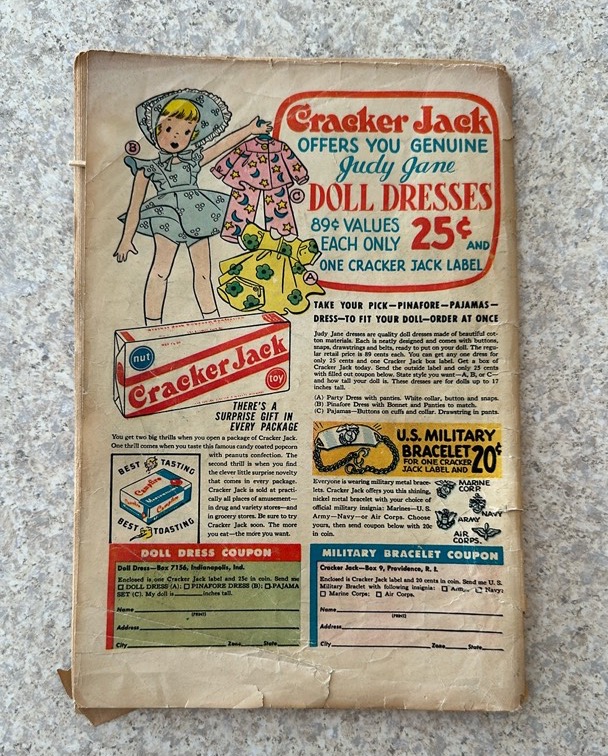 Cracker Jack
OFFERS YOU GENUINE
Judy Jane
DOLL DRESSES
89¢ VALUES
EACH ONLY 25¢ AND
ONE CRACKER JACK LABEL
B
C
A
TAKE YOUR PICK—PINAFORE—PAJAMAS—
DRESS—TO FIT YOUR DOLL—ORDER AT ONCE
Judy Jane dresses are quality doll dresses made of beautiful cot-
ton materials. Each is neatly designed and comes with buttons,
snaps, drawstrings and belts, ready to put on your doll. The regu-
lar retail price is 89 cents each. You can get any one dress for
only 25 cents and one Cracker Jack box label. Get a box of
Cracker Jack today. Send the outside label and only 25 cents
with filled out coupon below. State style you want—A, B, or C—
and how tall your doll is. These dresses are for dolls up to 17
inches tall.
(A) Party Dress with panties. White collar, button and snaps.
(B) Pinafore Dress with Bonnet and Panties to match.
(C) Pajamas—Buttons on cuffs and collar. Drawstring in pants.
nut
Cracker Jack
toy
THERE'S A
SURPRISE GIFT IN
EVERY PACKAGE
You get two big thrills when you open a package of Cracker Jack.
One thrill comes when you taste this famous candy coated popcorn
with peanuts confection. The
second thrill is when you find
the clever little surprise novelty
that comes in every package.
Cracker Jack is sold at practi-
cally all places of amusement—
in drug and variety stores—and
in grocery stores. Be sure to try
Cracker Jack soon. The more
you eat—the more you want.
BEST TASTING
Campfire
Marshmallows
Campfire
BEST TOASTING
U.S. MILITARY
BRACELET
FOR ONE CRACKER
JACK LABEL AND 20¢
Everyone is wearing military metal brace-
lets. Cracker Jack offers you this shining,
nickel metal bracelet with your choice of
official military insignia: Marines—U.S.
Army—Navy—or Air Corps. Choose
yours, then send coupon below with 20c
in coin.
MARINE
CORP.
NAVY
ARMY
AIR
CORPS.
DOLL DRESS COUPON
Doll Dress—Box 7156, Indianapolis, Ind.
Enclosed is one Cracker Jack label and 25c in coin. Send me
DOLL DRESS (A): PINAFORE DRESS (B): PAJAMA
SET (C). My doll is inches tall.
Name
(PRINT)
Address
City Zone State
MILITARY BRACELET COUPON
Cracker Jack—Box 9, Providence, R. I.
Enclosed is Cracker Jack label and 20 cents in coin. Send me U. S.
Military Bracelet with following insignia: Army Navy:
Marine Corps: Air Corps.
Name
(PRINT)
Address
City Zone State